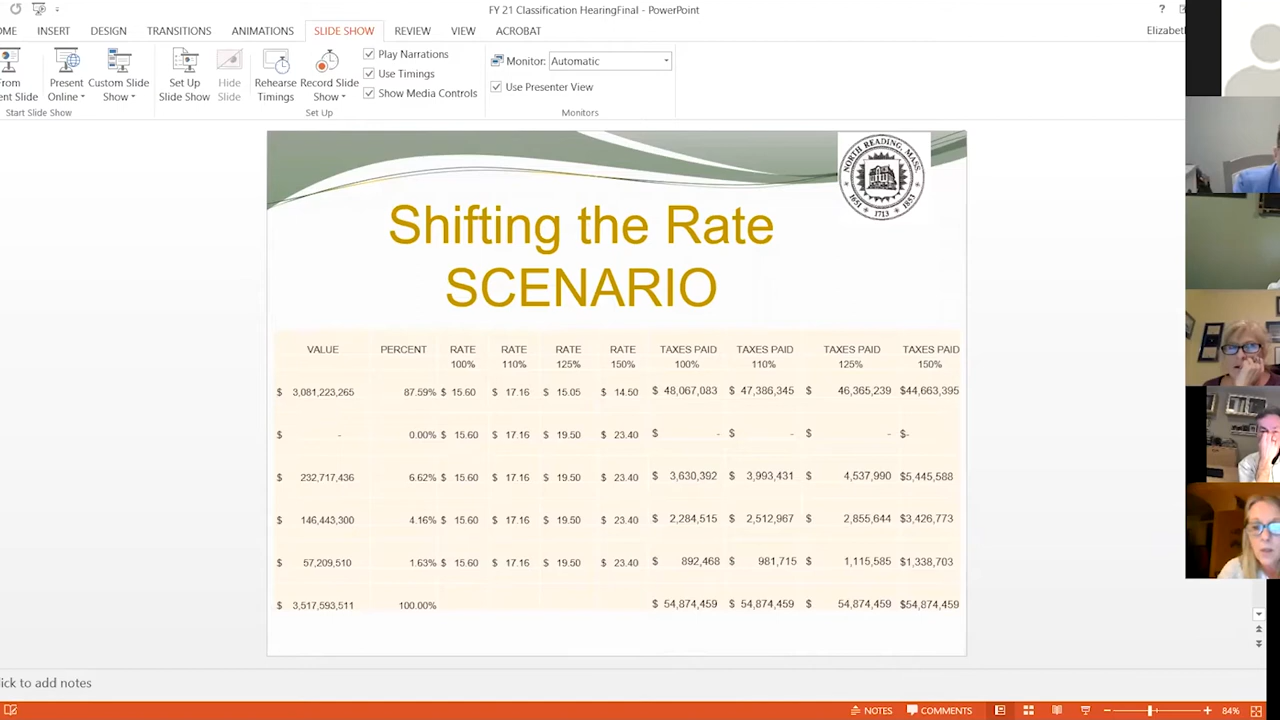 FY 21 Classification HearingFinal - PowerPoint
?
OME INSERT DESIGN TRANSITIONS ANIMATIONS SLIDE SHOW REVIEW VIEW ACROBAT
Elizabeth
From
ent Slide
Present
Online
Custom Slide
Show
Set Up
Slide Show
Hide
Slide
Rehearse
Timings
Record Slide
Show
Play Narrations
Use Timings
Show Media Controls
Monitor: Automatic
Use Presenter View
Start Slide Show
Set Up
Monitors
NORTH READING, MASS.
1651 1713 1853
Shifting the Rate
SCENARIO
VALUE PERCENT RATE 100% RATE 110% RATE 125% RATE 150% TAXES PAID 100% TAXES PAID 110% TAXES PAID 125% TAXES PAID 150%
$ 3,081,223,265 87.59% $ 15.60 $ 17.16 $ 15.05 $ 14.50 $ 48,067,083 $ 47,386,345 $ 46,365,239 $44,663,395
$ - 0.00% $ 15.60 $ 17.16 $ 19.50 $ 23.40 $ - $ - $ - $-
$ 232,717,436 6.62% $ 15.60 $ 17.16 $ 19.50 $ 23.40 $ 3,630,392 $ 3,993,431 $ 4,537,990 $5,445,588
$ 146,443,300 4.16% $ 15.60 $ 17.16 $ 19.50 $ 23.40 $ 2,284,515 $ 2,512,967 $ 2,855,644 $3,426,773
$ 57,209,510 1.63% $ 15.60 $ 17.16 $ 19.50 $ 23.40 $ 892,468 $ 981,715 $ 1,115,585 $1,338,703
$ 3,517,593,511 100.00% $ 54,874,459 $ 54,874,459 $ 54,874,459 $54,874,459
lick to add notes
NOTES COMMENTS 84%